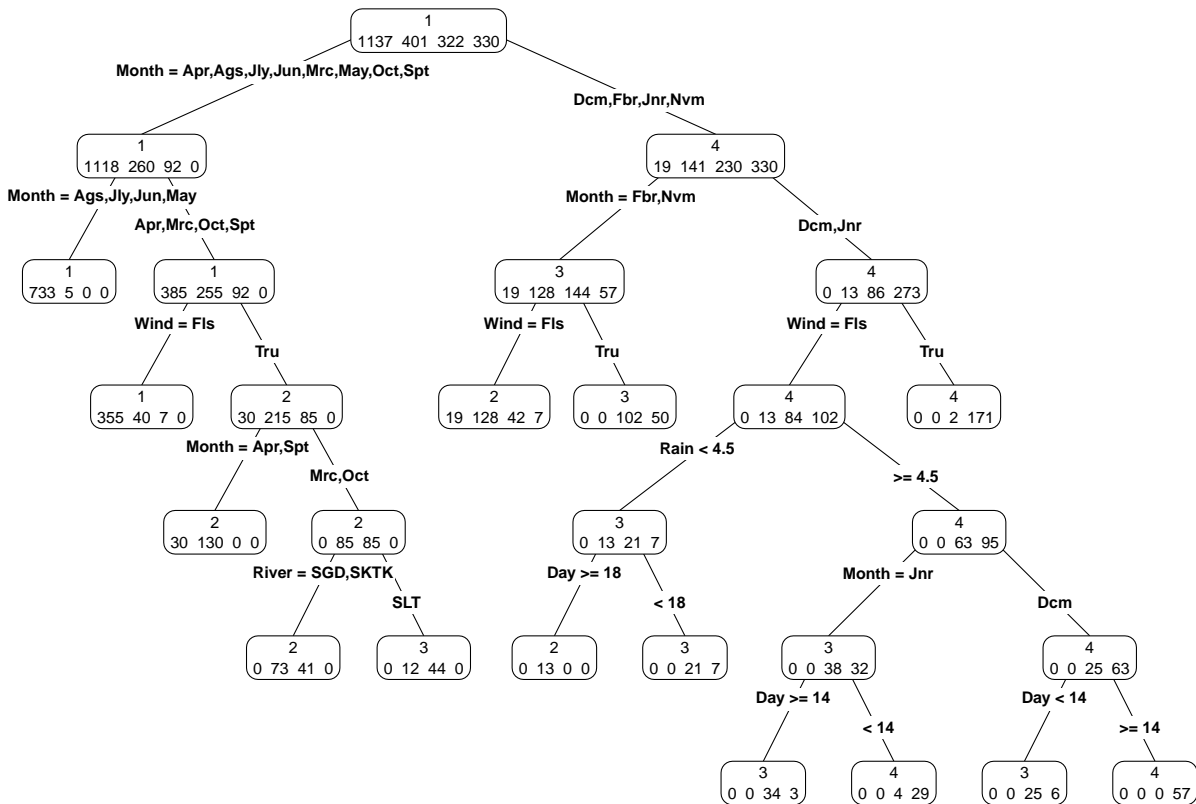 1
1137 401 322 330
Month = Apr,Ags,Jly,Jun,Mrc,May,Oct,Spt
Dcm,Fbr,Jnr,Nvm
1
1118 260 92 0
4
19 141 230 330
Month = Ags,Jly,Jun,May
Apr,Mrc,Oct,Spt
Month = Fbr,Nvm
Dcm,Jnr
1
733 5 0 0
1
385 255 92 0
3
19 128 144 57
4
0 13 86 273
Wind = Fls
Tru
Wind = Fls
Tru
Wind = Fls
Tru
1
355 40 7 0
2
30 215 85 0
2
19 128 42 7
3
0 0 102 50
4
0 13 84 102
4
0 0 2 171
Month = Apr,Spt
Mrc,Oct
Rain < 4.5
>= 4.5
2
30 130 0 0
2
0 85 85 0
3
0 13 21 7
4
0 0 63 95
River = SGD,SKTK
SLT
Day >= 18
< 18
Month = Jnr
Dcm
2
0 73 41 0
3
0 12 44 0
2
0 13 0 0
3
0 0 21 7
3
0 0 38 32
4
0 0 25 63
Day >= 14
< 14
Day < 14
>= 14
3
0 0 34 3
4
0 0 4 29
3
0 0 25 6
4
0 0 0 57